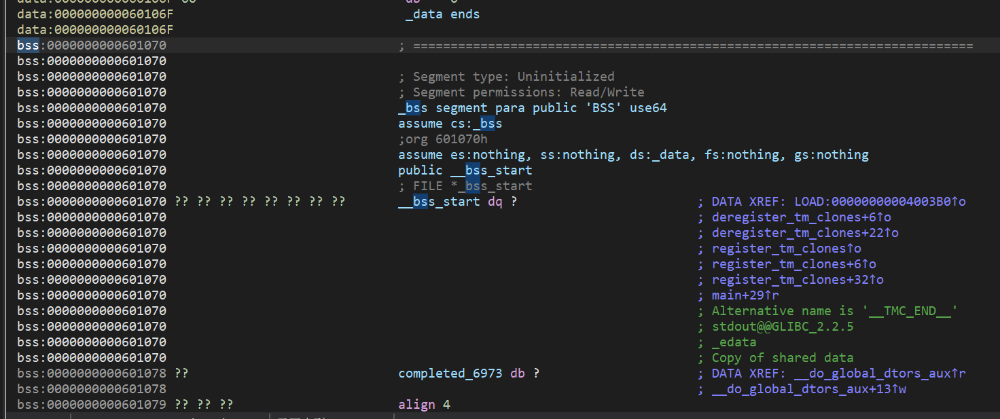 data:000000000060106F _data ends
data:000000000060106F
bss:0000000000601070 ; ===========================================================================
bss:0000000000601070
bss:0000000000601070 ; Segment type: Uninitialized
bss:0000000000601070 ; Segment permissions: Read/Write
bss:0000000000601070 _bss segment para public 'BSS' use64
bss:0000000000601070 assume cs:_bss
bss:0000000000601070 ;org 601070h
bss:0000000000601070 assume es:nothing, ss:nothing, ds:_data, fs:nothing, gs:nothing
bss:0000000000601070 public __bss_start
bss:0000000000601070 ; FILE *_bss_start
bss:0000000000601070 ?? ?? ?? ?? ?? ?? ?? ?? __bss_start dq ? ; DATA XREF: LOAD:00000000004003B0↑o
bss:0000000000601070 ; deregister_tm_clones+6↑o
bss:0000000000601070 ; deregister_tm_clones+22↑o
bss:0000000000601070 ; register_tm_clones↑o
bss:0000000000601070 ; register_tm_clones+6↑o
bss:0000000000601070 ; register_tm_clones+32↑o
bss:0000000000601070 ; main+29↑r
bss:0000000000601070 ; Alternative name is '__TMC_END__'
bss:0000000000601070 ; stdout@@GLIBC_2.2.5
bss:0000000000601070 ; _edata
bss:0000000000601070 ; Copy of shared data
bss:0000000000601078 ?? completed_6973 db ? ; DATA XREF: __do_global_dtors_aux↑r
bss:0000000000601078 ; __do_global_dtors_aux+13↑w
bss:0000000000601079 ?? ?? ?? align 4